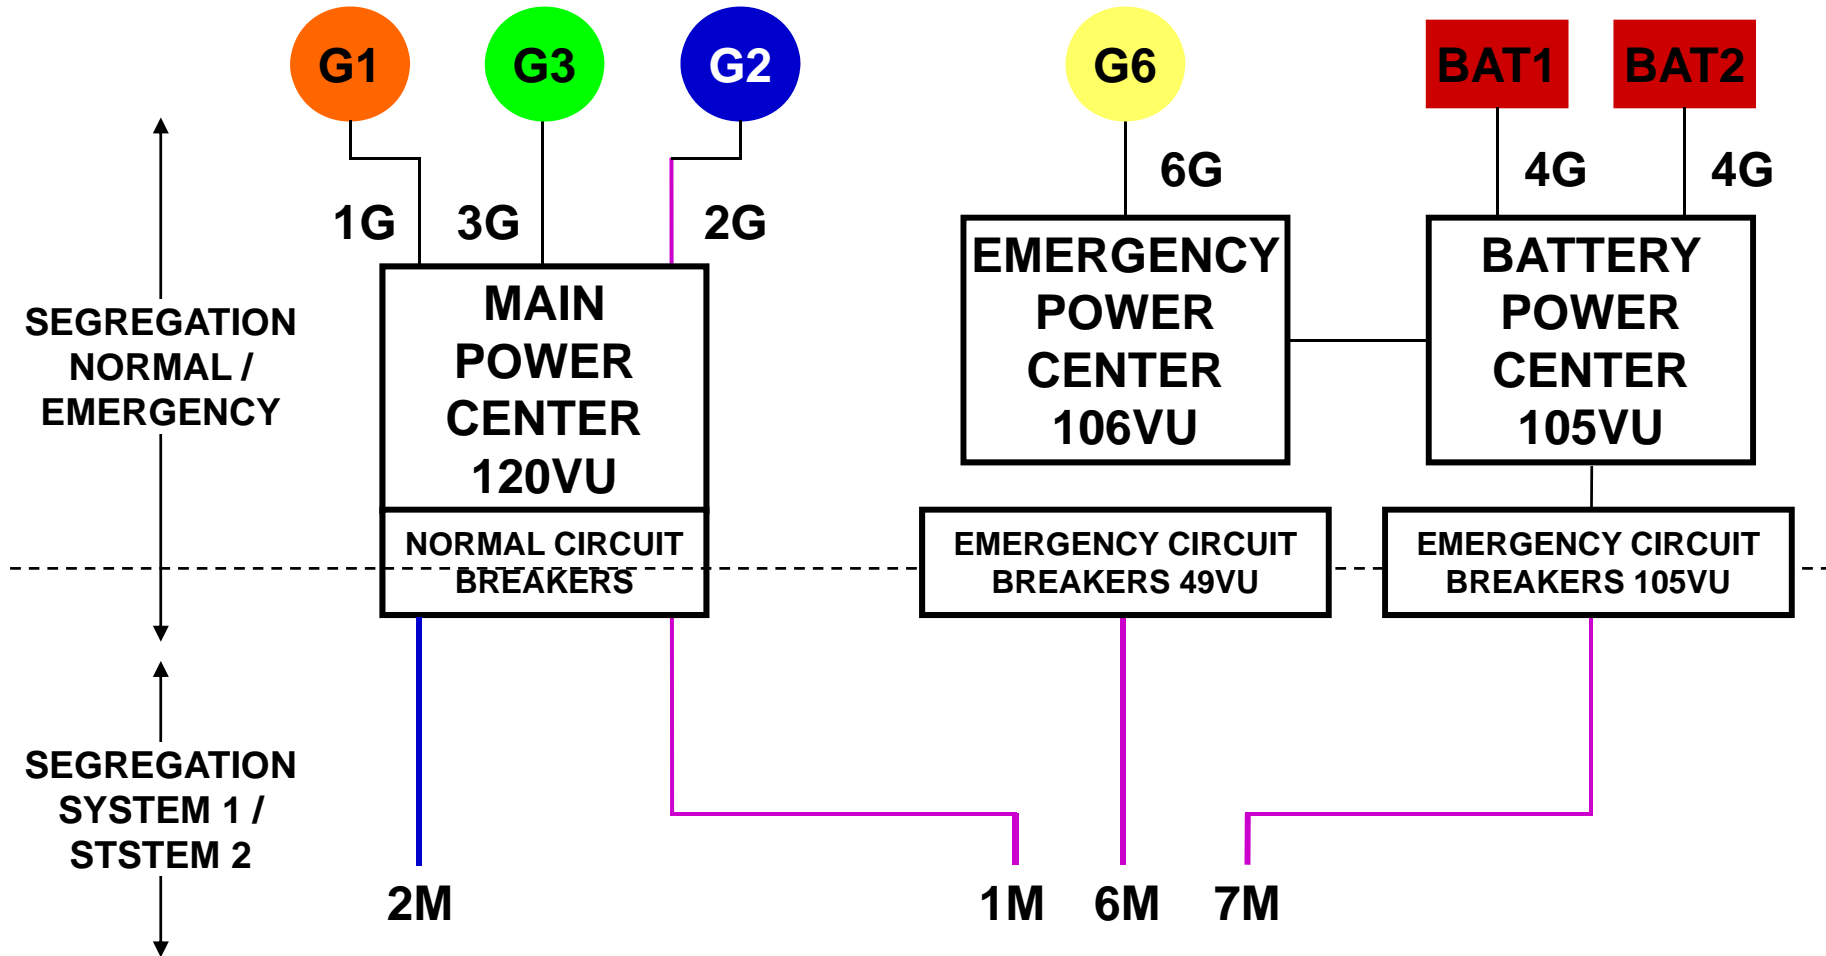 G1
G3
G2
G6
BAT1
BAT2
1G
3G
2G
6G
4G
4G
SEGREGATION
NORMAL /
EMERGENCY
MAIN
POWER
CENTER
120VU
EMERGENCY
POWER
CENTER
106VU
BATTERY
POWER
CENTER
105VU
NORMAL CIRCUIT
BREAKERS
EMERGENCY CIRCUIT
BREAKERS 49VU
EMERGENCY CIRCUIT
BREAKERS 105VU
SEGREGATION
SYSTEM 1 /
STSTEM 2
2M
1M
6M
7M